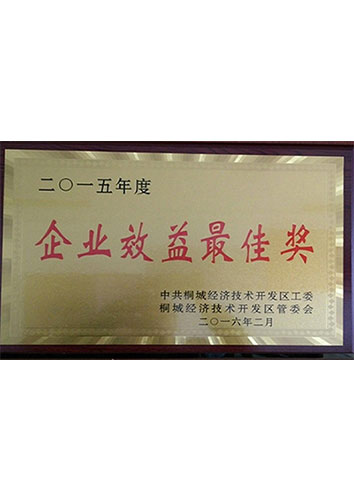 二〇一五年度
企业效益最佳奖
中共桐城经济技术开发区工委
桐城经济技术开发区管委会
二〇一六年二月